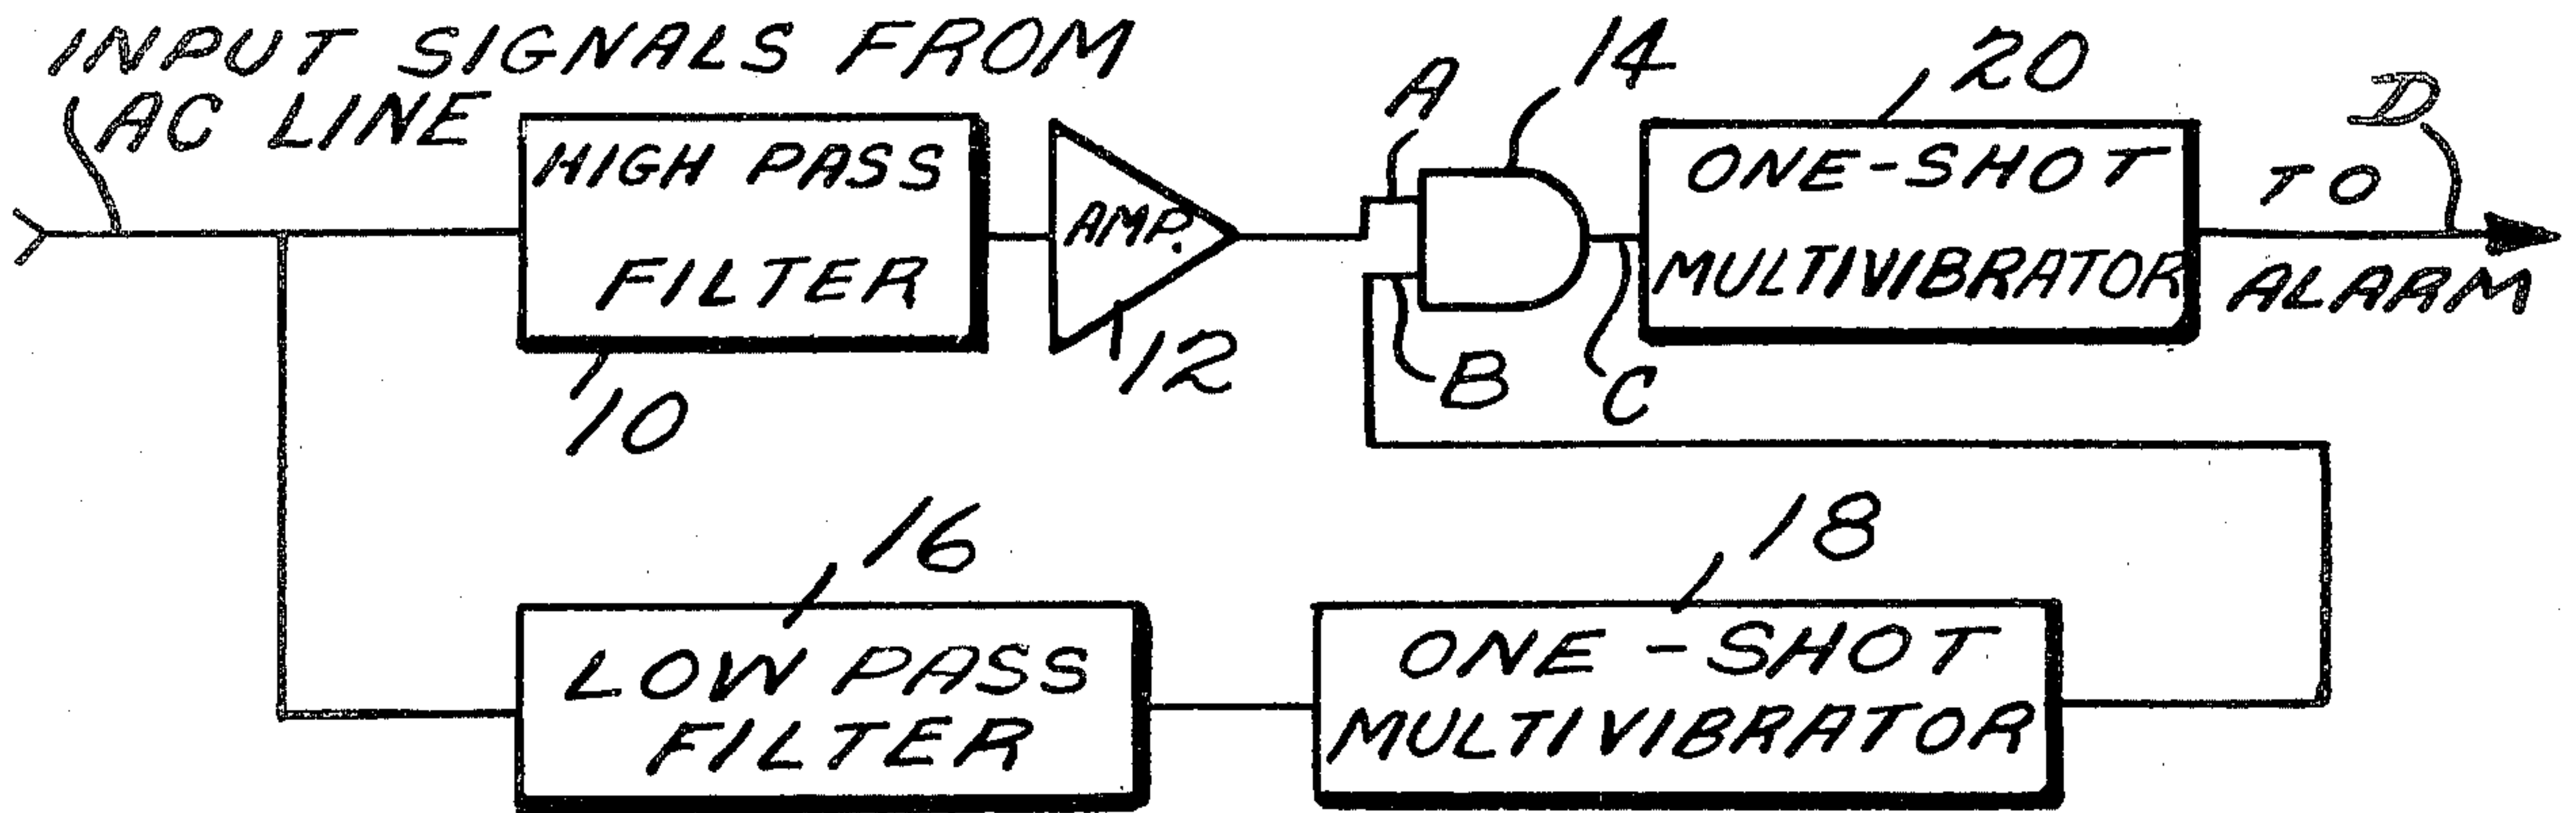 INPUT SIGNALS FROM
AC LINE
HIGH PASS
FILTER
10
AMP.
12
A
14
B
C
20
ONE-SHOT
MULTIVIBRATOR
D
TO
ALARM
16
LOW PASS
FILTER
18
ONE-SHOT
MULTIVIBRATOR